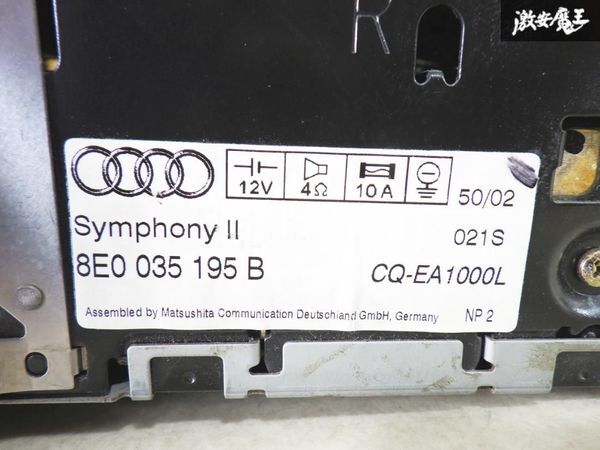 激安魔王
R
12V 4Ω 10A
50/02
Symphony II
021S
8E0 035 195 B
CQ-EA1000L
Assembled by Matsushita Communication Deutschland GmbH, Germany
NP 2